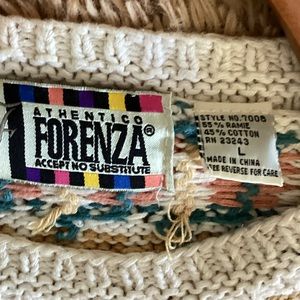 ATHENTICO
FORENZA®
ACCEPT NO SUBSTITUTE
STYLE NO. 7008
55% RAMIE
45% COTTON
RN 23243
L
MADE IN CHINA
SEE REVERSE FOR CARE